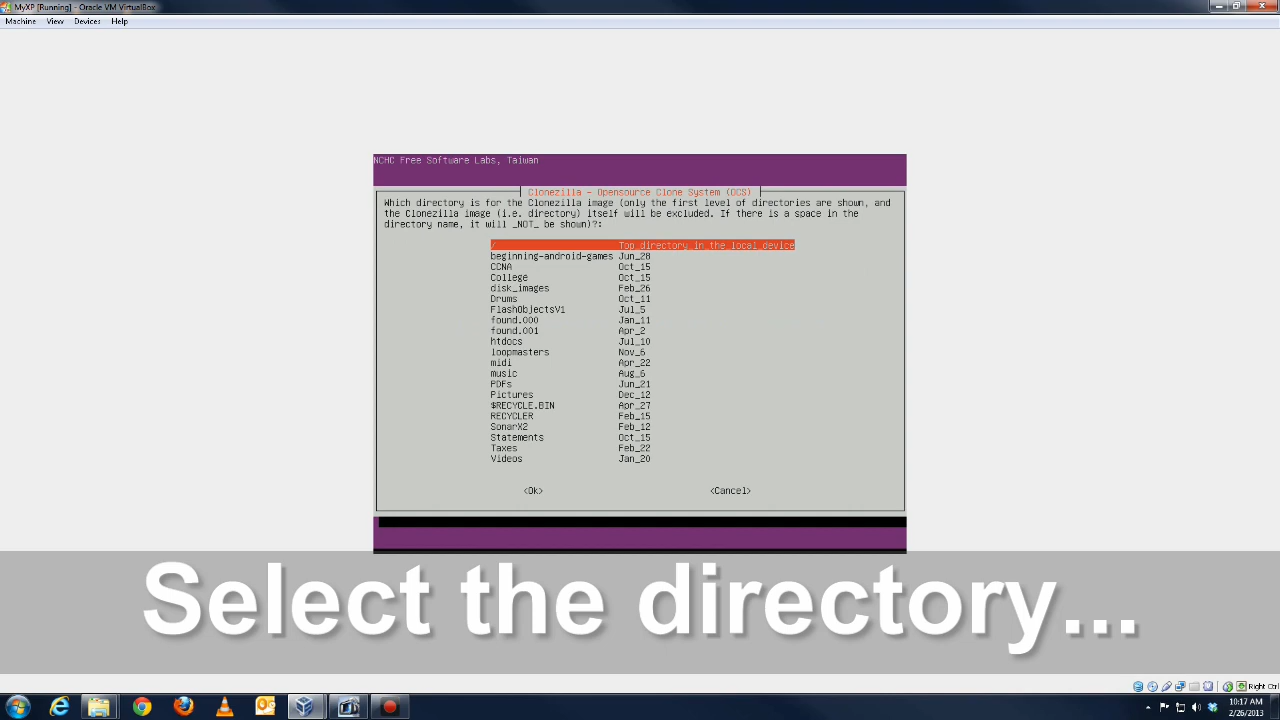 MyXP [Running] - Oracle VM VirtualBox
Machine View Devices Help
NCHC Free Software Labs, Taiwan
Clonezilla - Opensource Clone System (OCS)
Which directory is for the Clonezilla image (only the first level of directories are shown, and
the Clonezilla image (i.e. directory) itself will be excluded. If there is a space in the
directory name, it will _NOT_ be shown)?:
/ Top_directory_in_the_local_device
beginning-android-games Jun_28
CCNA Oct_15
College Oct_15
disk_images Feb_26
Drums Oct_11
FlashObjectsV1 Jul_5
found.000 Jan_11
found.001 Apr_2
htdocs Jul_10
loopmasters Nov_6
midi Apr_22
music Aug_6
PDFs Jun_21
Pictures Dec_12
$RECYCLE.BIN Apr_27
RECYCLER Feb_15
SonarX2 Feb_12
Statements Oct_15
Taxes Feb_22
Videos Jan_20
<Ok> <Cancel>
Select the directory...
Right Ctrl
10:17 AM
2/26/2013